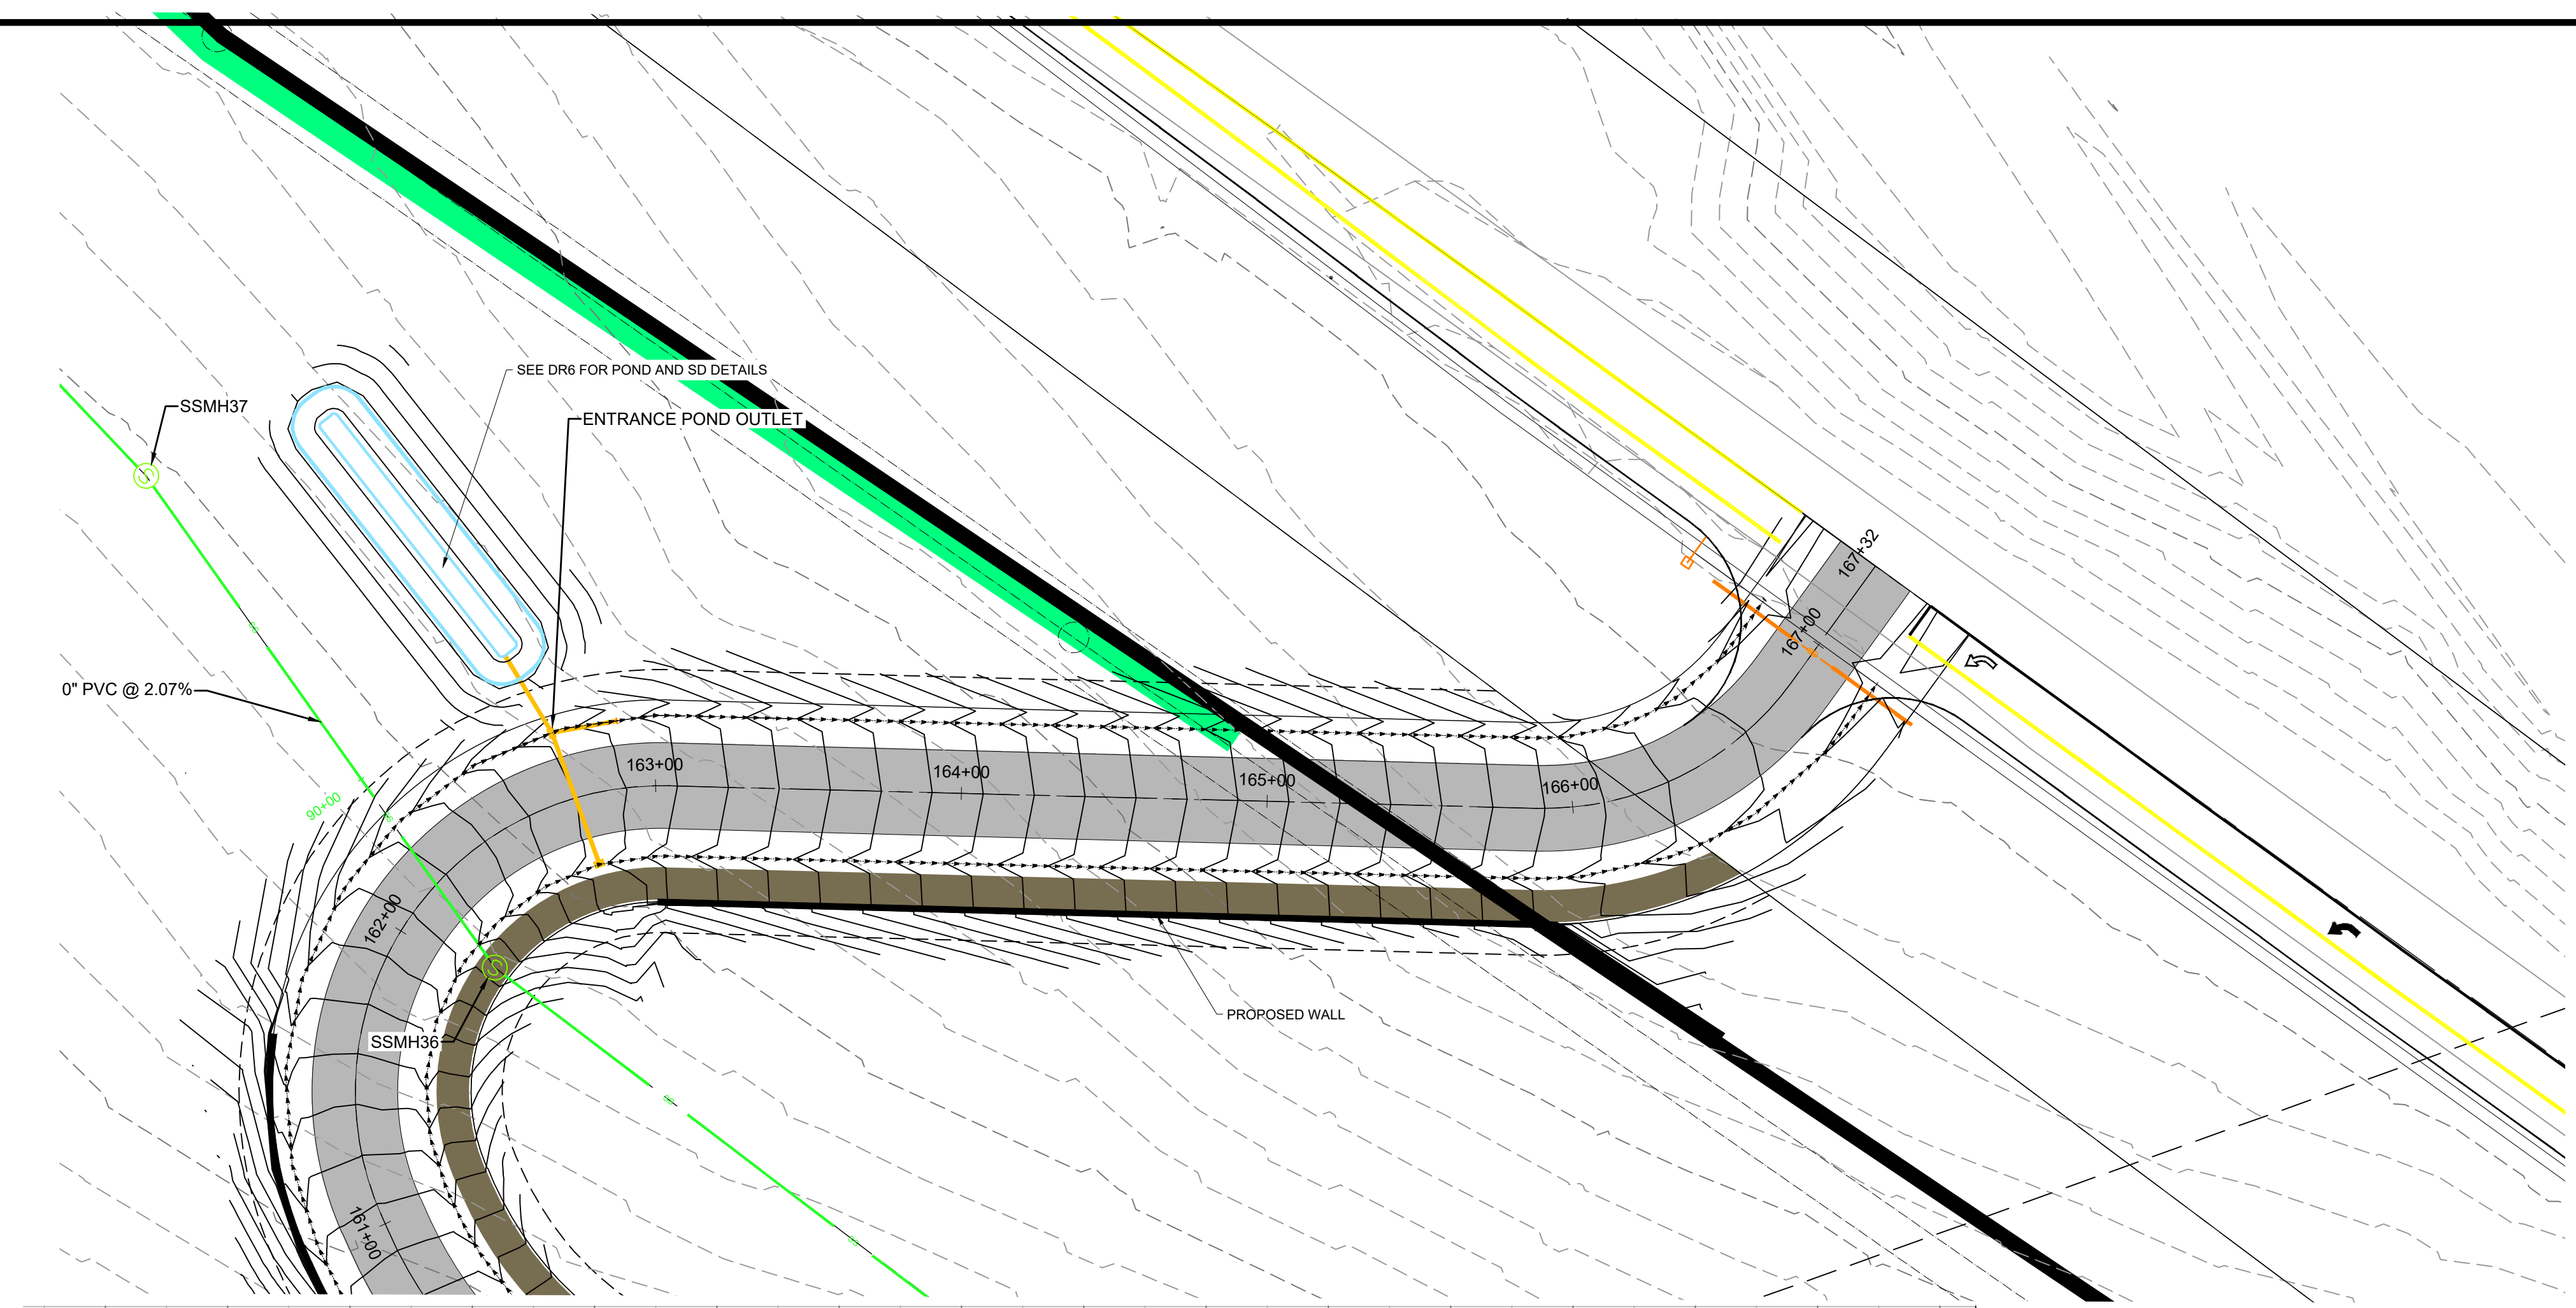 SEE DR6 FOR POND AND SD DETAILS
SSMH37
ENTRANCE POND OUTLET
167+32
167+00
0" PVC @ 2.07%
163+00
164+00
165+00
166+00
90+00
162+00
PROPOSED WALL
SSMH36
161+00
S
S